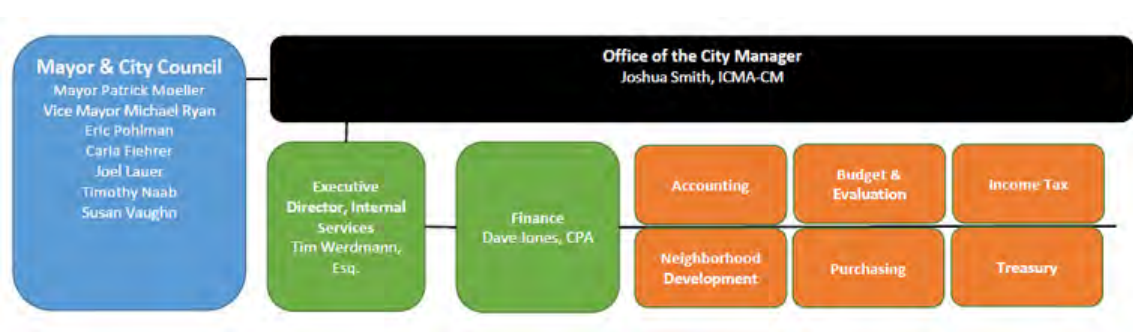 Mayor & City Council
Mayor Patrick Moeller
Vice Mayor Michael Ryan
Eric Pohlman
Carla Fiehrer
Joel Lauer
Timothy Naab
Susan Vaughn
Office of the City Manager
Joshua Smith, ICMA-CM
Executive
Director, Internal
Services
Tim Werdmann,
Esq.
Finance
Dave Jones, CPA
Accounting
Budget &
Evaluation
Income Tax
Neighborhood
Development
Purchasing
Treasury